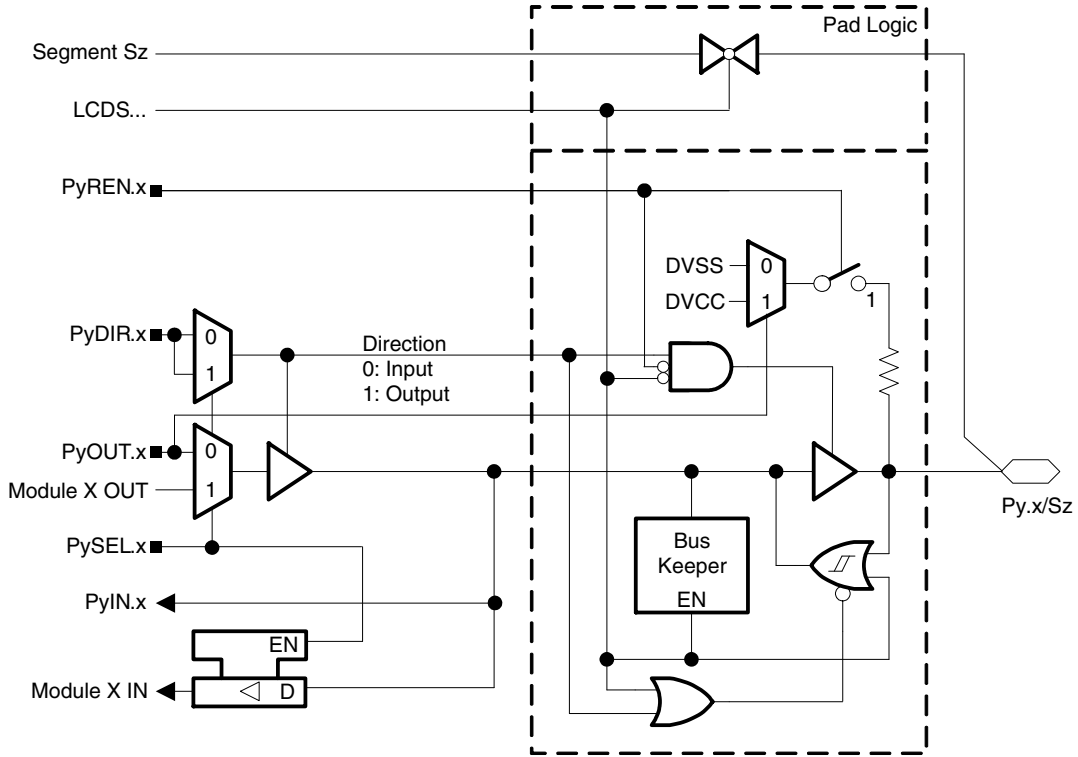 Pad Logic
Segment Sz
LCDS...
PyREN.x
DVSS
0
DVCC
1
1
PyDIR.x
0
1
Direction
0: Input
1: Output
PyOUT.x
0
Module X OUT
1
Py.x/Sz
PySEL.x
Bus
Keeper
EN
PyIN.x
EN
Module X IN
D